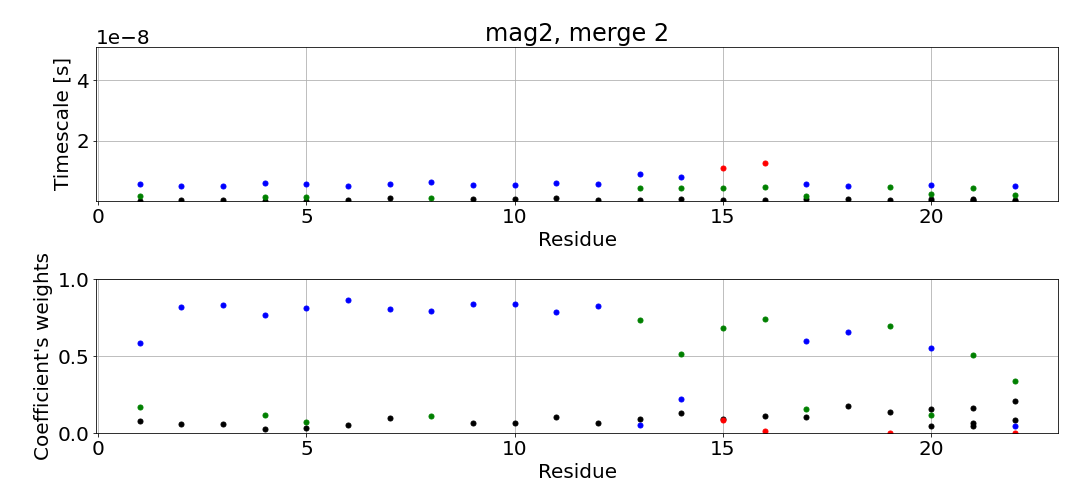 mag2, merge 2
1e−8
Timescale [s]
4
2
0 5 10 15 20
Residue
Coefficient's weights
1.0
0.5
0.0
0 5 10 15 20
Residue